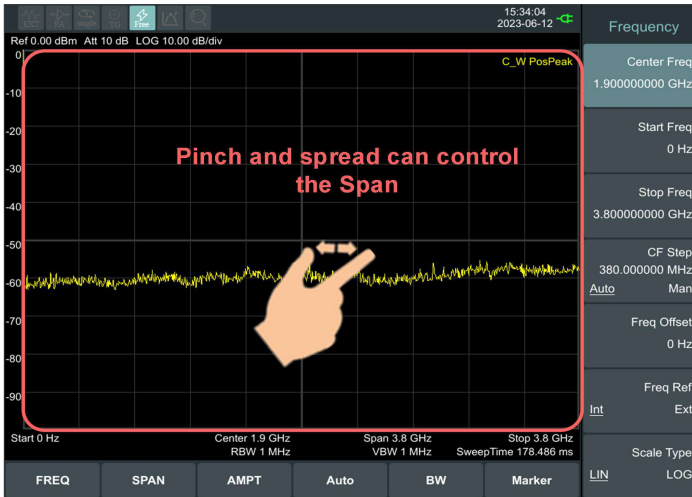 EXT PA Single TG Free
15:34:04
2023-06-12
Ref 0.00 dBm Att 10 dB LOG 10.00 dB/div
C_W PosPeak
0
-10
-20
-30
-40
-50
-60
-70
-80
-90
Pinch and spread can control
the Span
Start 0 Hz Center 1.9 GHz Span 3.8 GHz Stop 3.8 GHz
RBW 1 MHz VBW 1 MHz SweepTime 178.486 ms
FREQ SPAN AMPT Auto BW Marker
Frequency
Center Freq
1.900000000 GHz
Start Freq
0 Hz
Stop Freq
3.800000000 GHz
CF Step
380.000000 MHz
Auto Man
Freq Offset
0 Hz
Freq Ref
Int Ext
Scale Type
LIN LOG